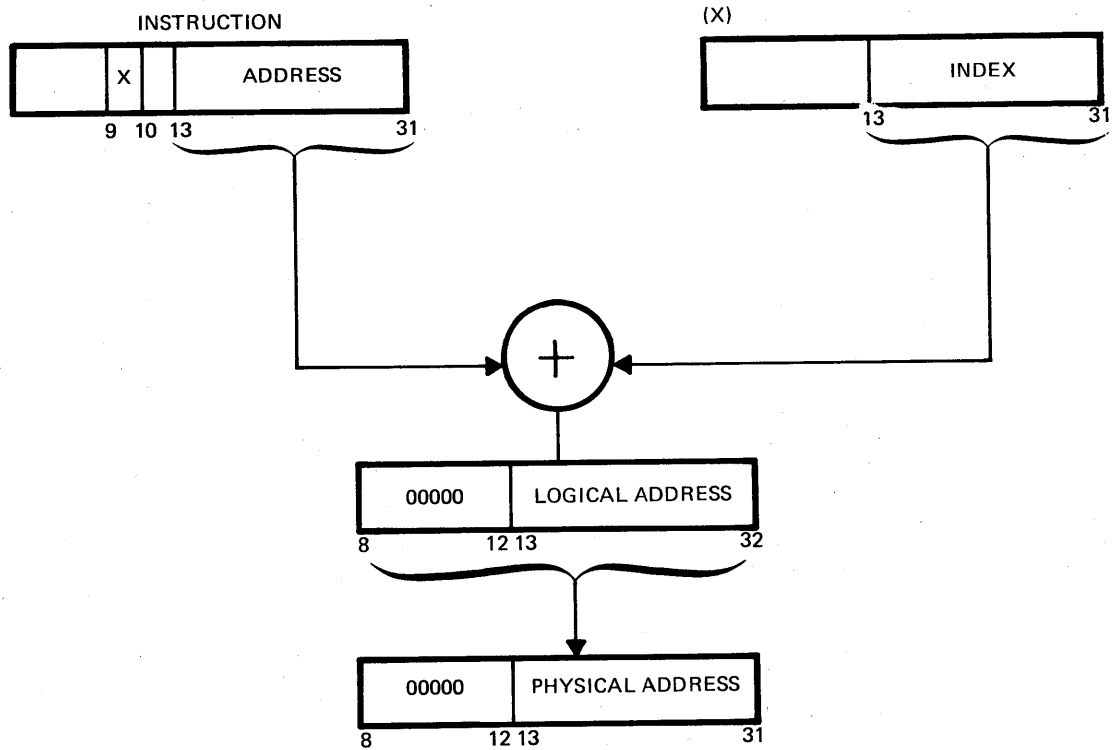 INSTRUCTION
X
ADDRESS
9 10 13 31
(X)
INDEX
13 31
+
00000 LOGICAL ADDRESS
8 12 13 32
00000 PHYSICAL ADDRESS
8 12 13 31